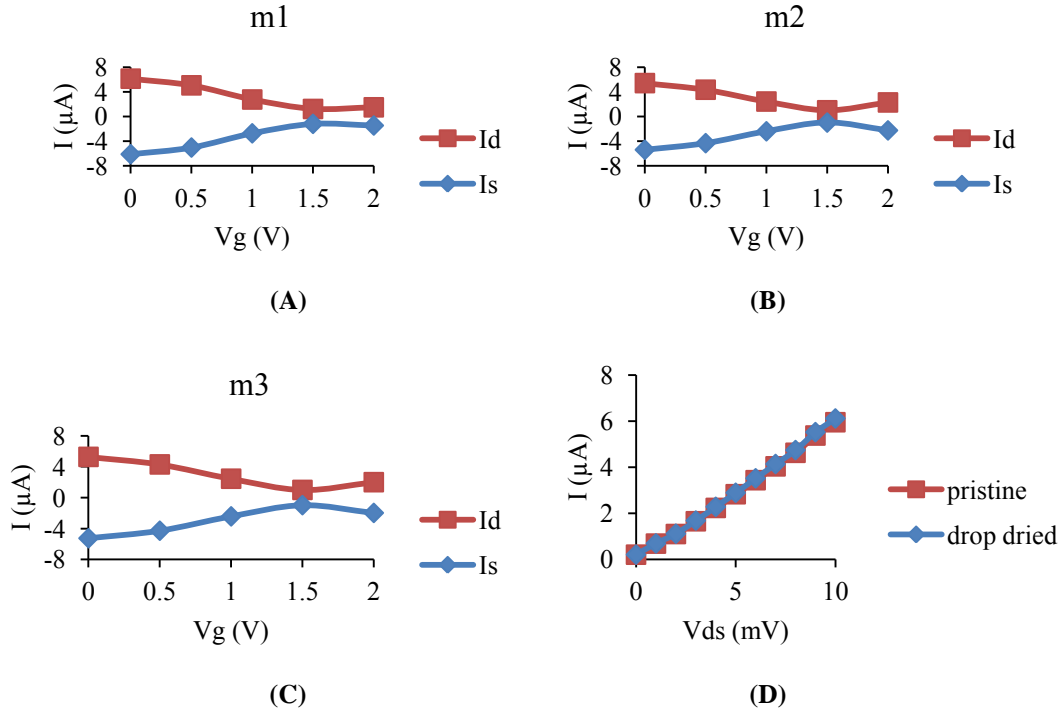 m1
I (µA)
8
4
0
-4
-8
0 0.5 1 1.5 2
Vg (V)
Id
Is
(A)
m2
I (µA)
8
4
0
-4
-8
0 0.5 1 1.5 2
Vg (V)
Id
Is
(B)
m3
I (µA)
8
4
0
-4
-8
0 0.5 1 1.5 2
Vg (V)
Id
Is
(C)
I (µA)
8
6
4
2
0
0 5 10
Vds (mV)
pristine
drop dried
(D)